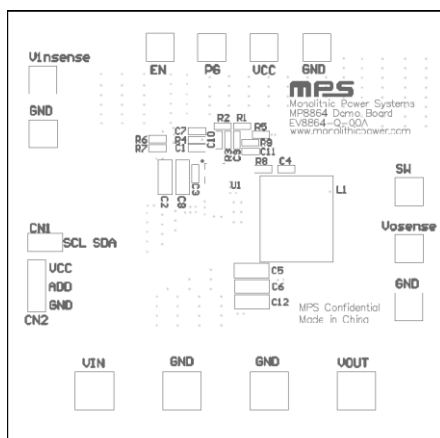 Vinsense
EN PG VCC GND
MPS
Monolithic Power Systems
MP8864 Demo Board
EV8864-Q-00A
www.monolithicpower.com
GND
R2 R1
C7
R6 R4
R7 C1
C10
R5
R3
R9
C11
R8 C4
C2 C8 C3
U1
L1
SW
CN1
SCL SDA
Vosense
VCC
ADD
GND
CN2
C5
C6
C12
GND
MPS Confidential
Made in China
VIN GND GND VOUT